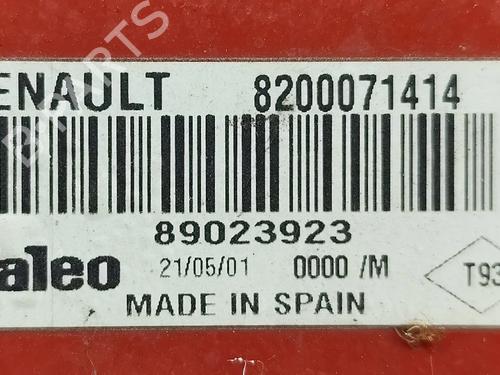 ENAULT 8200071414
89023923
aleo 21/05/01 0000 /M T93
MADE IN SPAIN